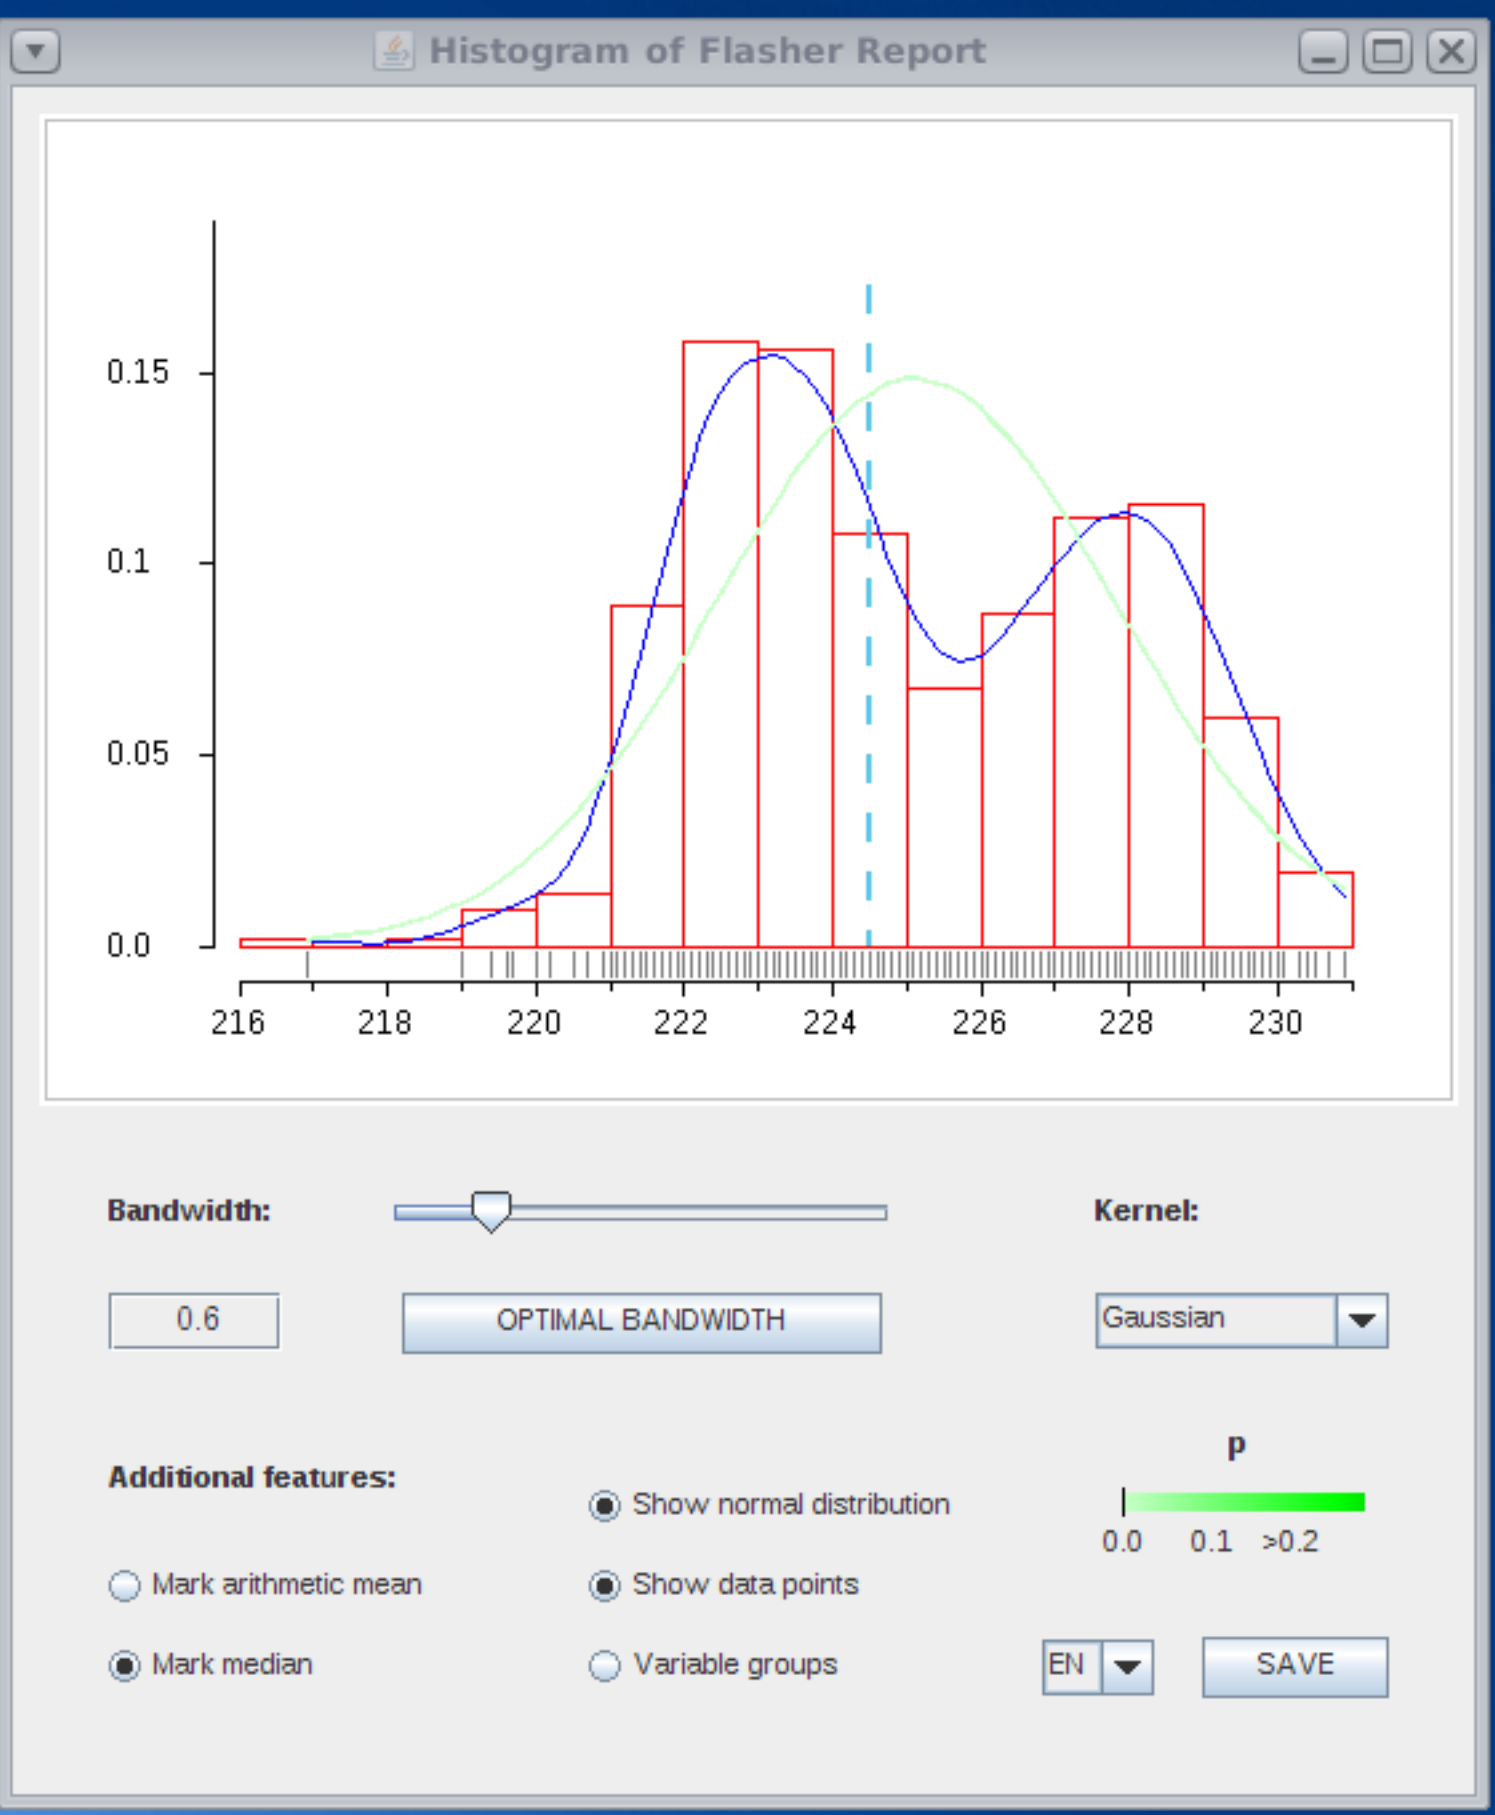 Histogram of Flasher Report
0.15
0.1
0.05
0.0
216 218 220 222 224 226 228 230
Bandwidth:
Kernel:
0.6
OPTIMAL BANDWIDTH
Gaussian
p
Additional features:
Show normal distribution
0.0 0.1 >0.2
Mark arithmetic mean
Show data points
Mark median
Variable groups
EN
SAVE